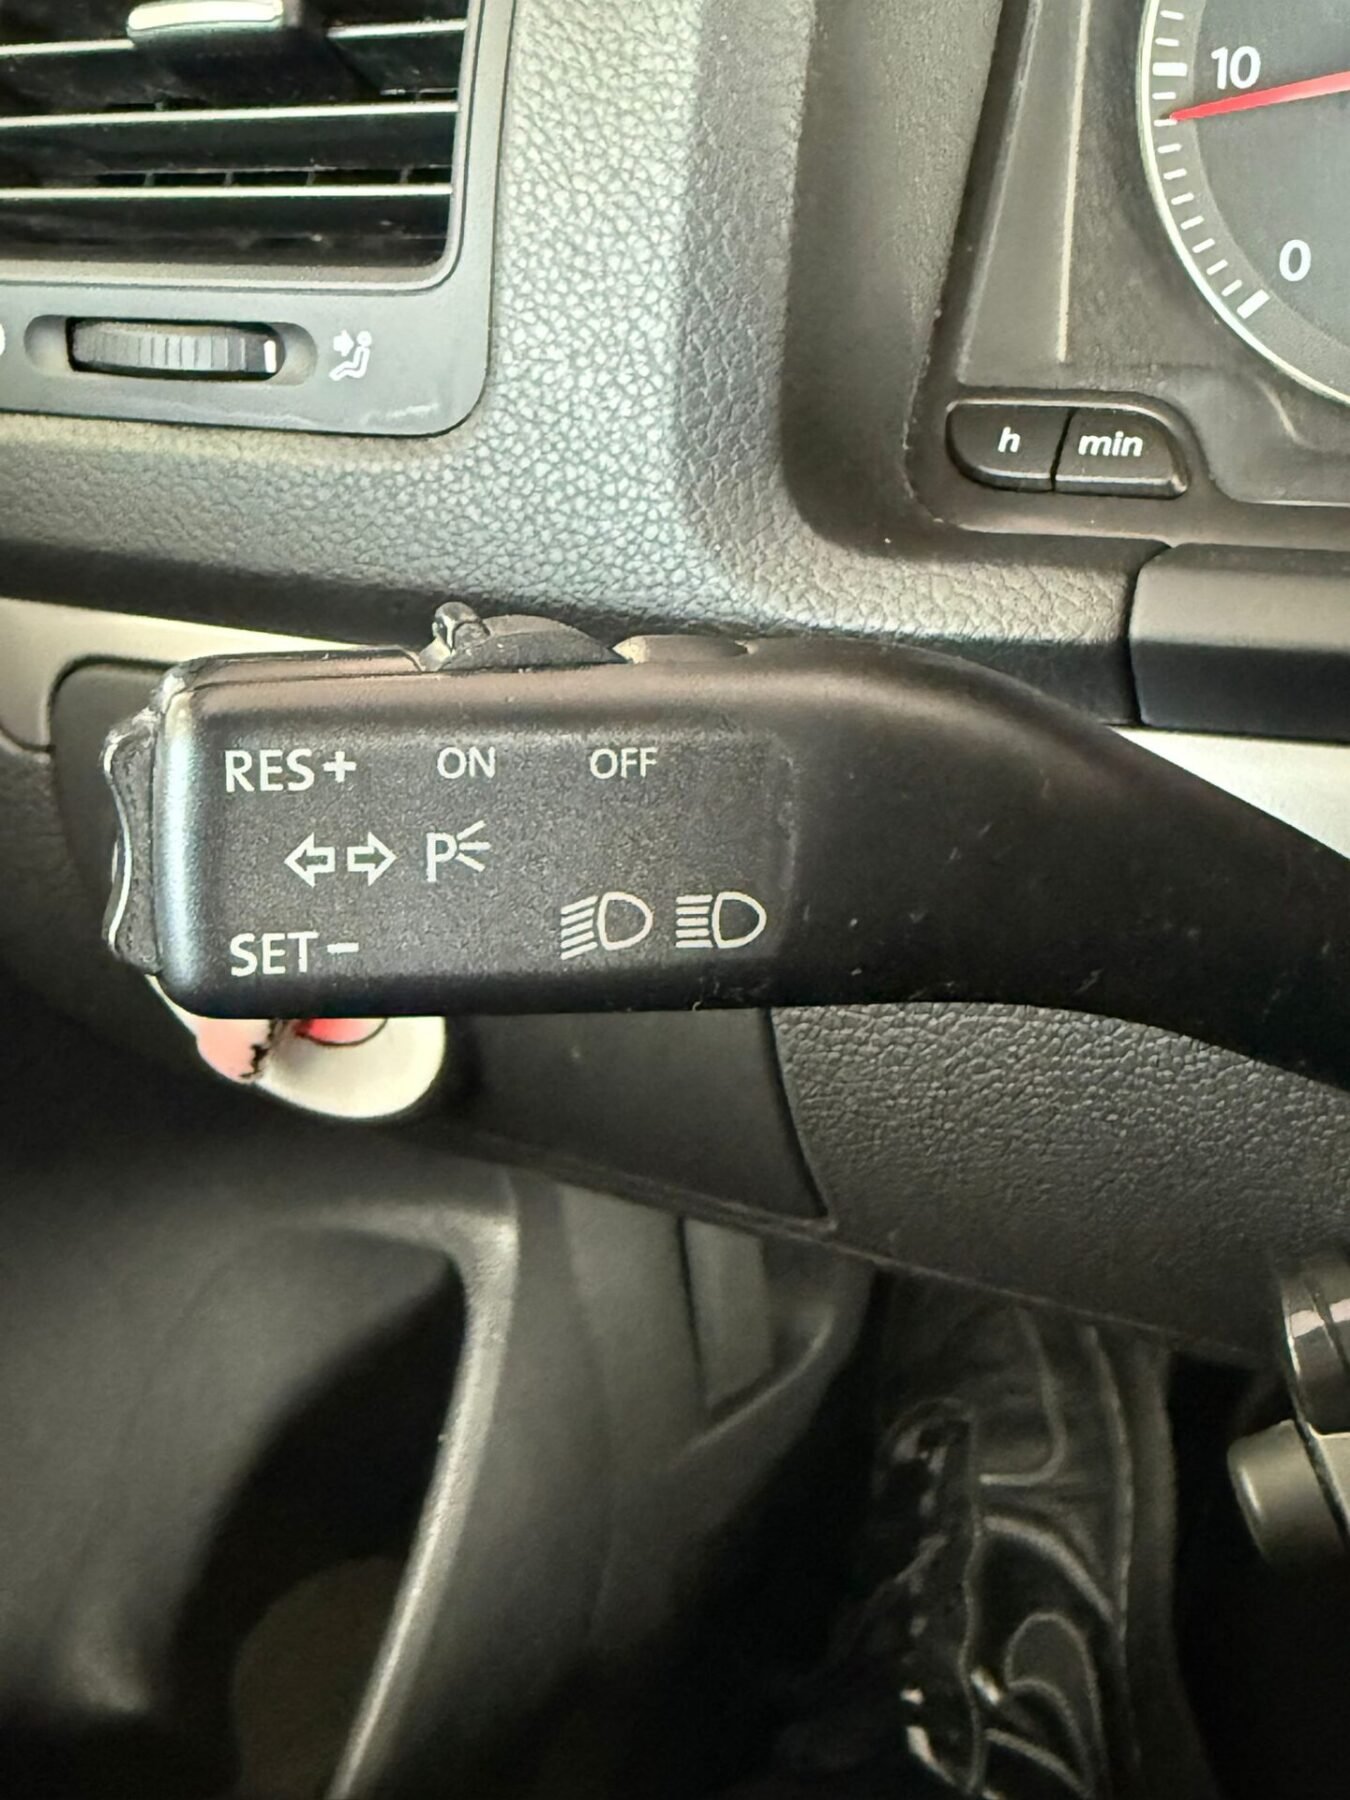 10
0
h min
RES+ ON OFF
P
SET-